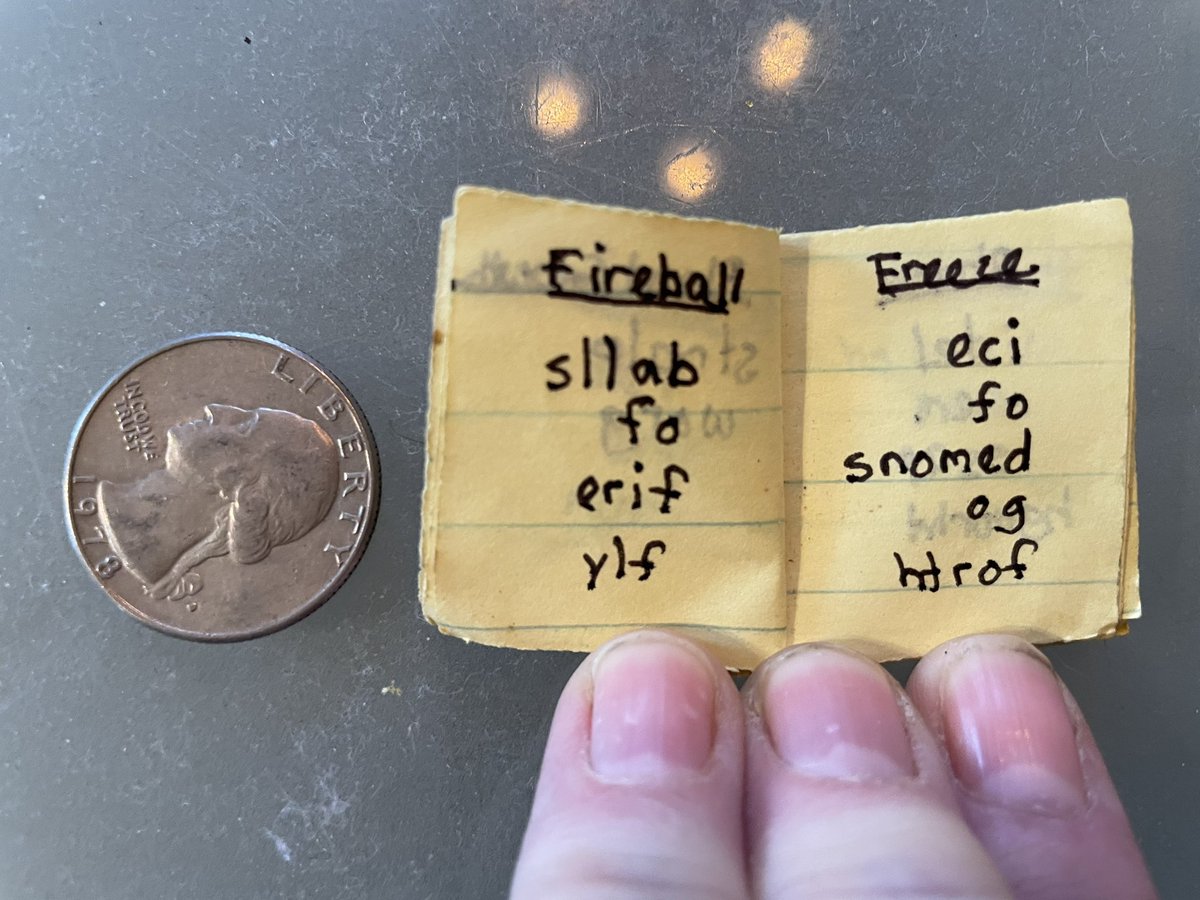 LIBERTY
IN GOD WE
TRUST
1978
D
Fireball
sllab
fo
erif
ylf
Freeze
eci
fo
snomed
og
htrof